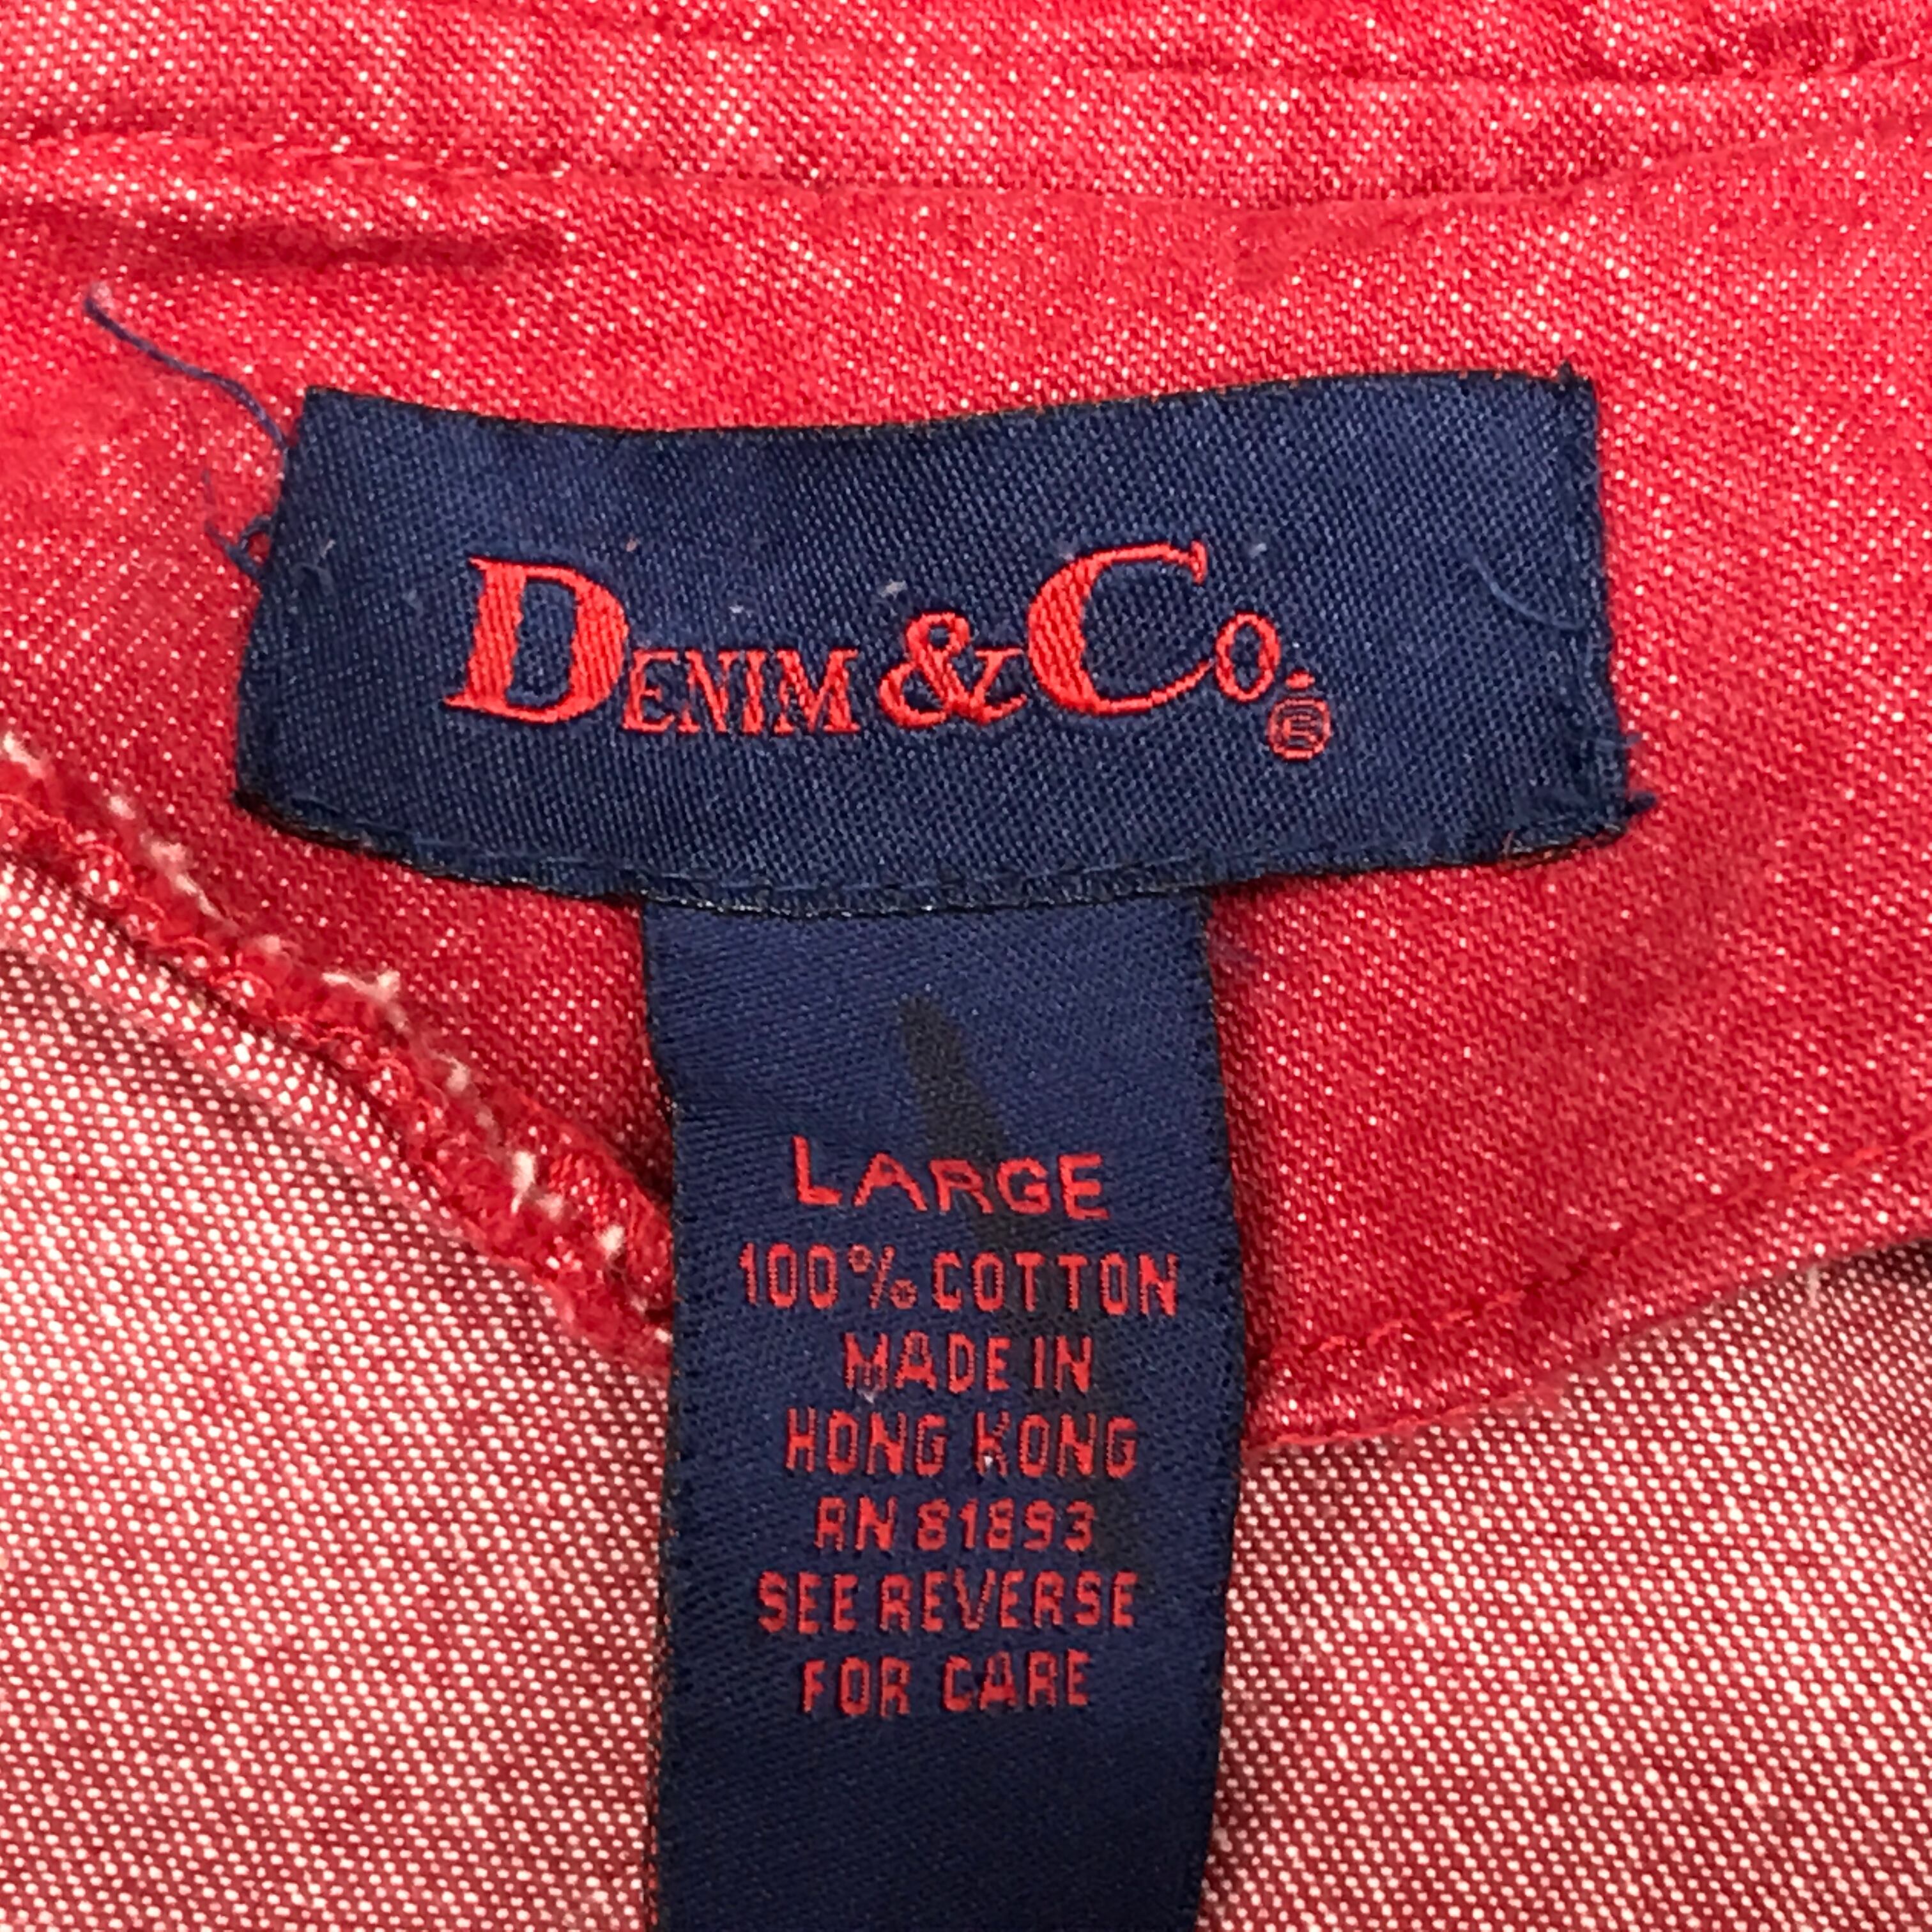 DENIM & CO.®
LARGE
100% COTTON
MADE IN
HONG KONG
RN 81893
SEE REVERSE
FOR CARE